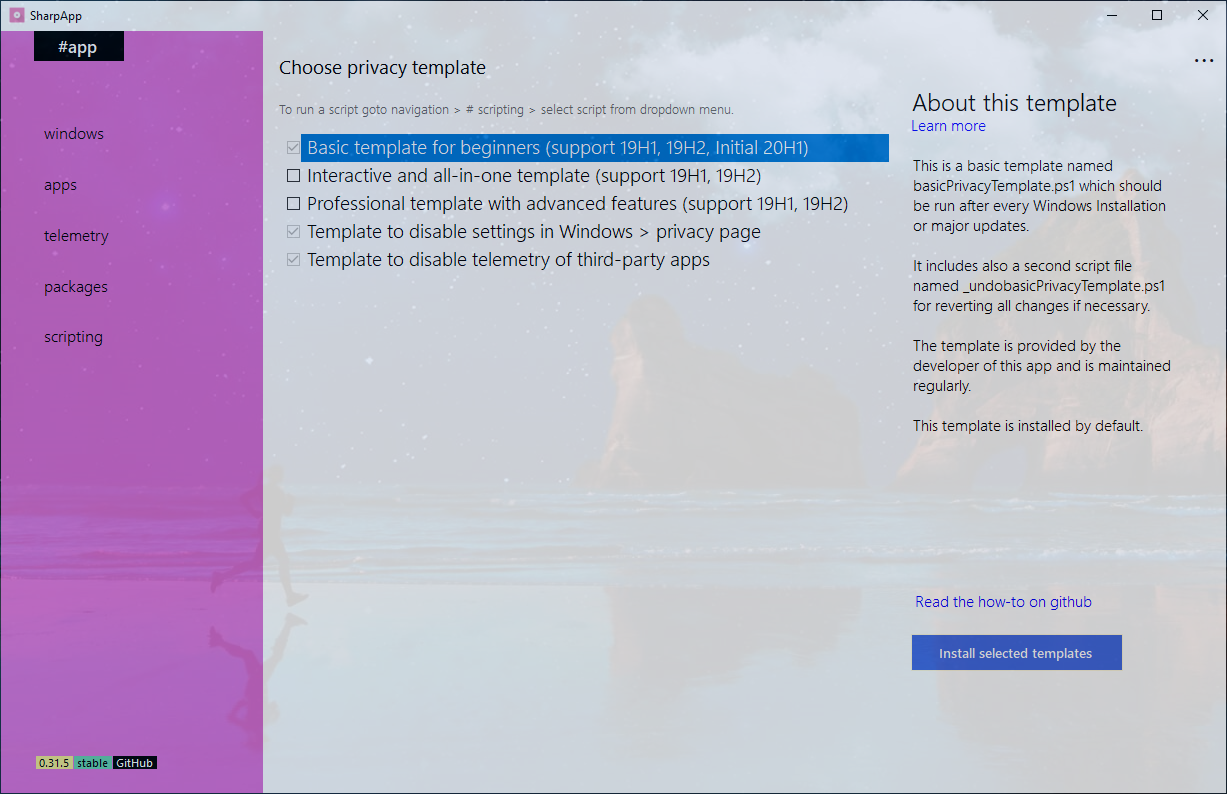 SharpApp
#app
windows
apps
telemetry
packages
scripting
0.31.5 stable GitHub
Choose privacy template
To run a script goto navigation > # scripting > select script from dropdown menu.
Basic template for beginners (support 19H1, 19H2, Initial 20H1)
Interactive and all-in-one template (support 19H1, 19H2)
Professional template with advanced features (support 19H1, 19H2)
Template to disable settings in Windows > privacy page
Template to disable telemetry of third-party apps
...
About this template
Learn more
This is a basic template named
basicPrivacyTemplate.ps1 which should
be run after every Windows Installation
or major updates.
It includes also a second script file
named _undobasicPrivacyTemplate.ps1
for reverting all changes if necessary.
The template is provided by the
developer of this app and is maintained
regularly.
This template is installed by default.
Read the how-to on github
Install selected templates